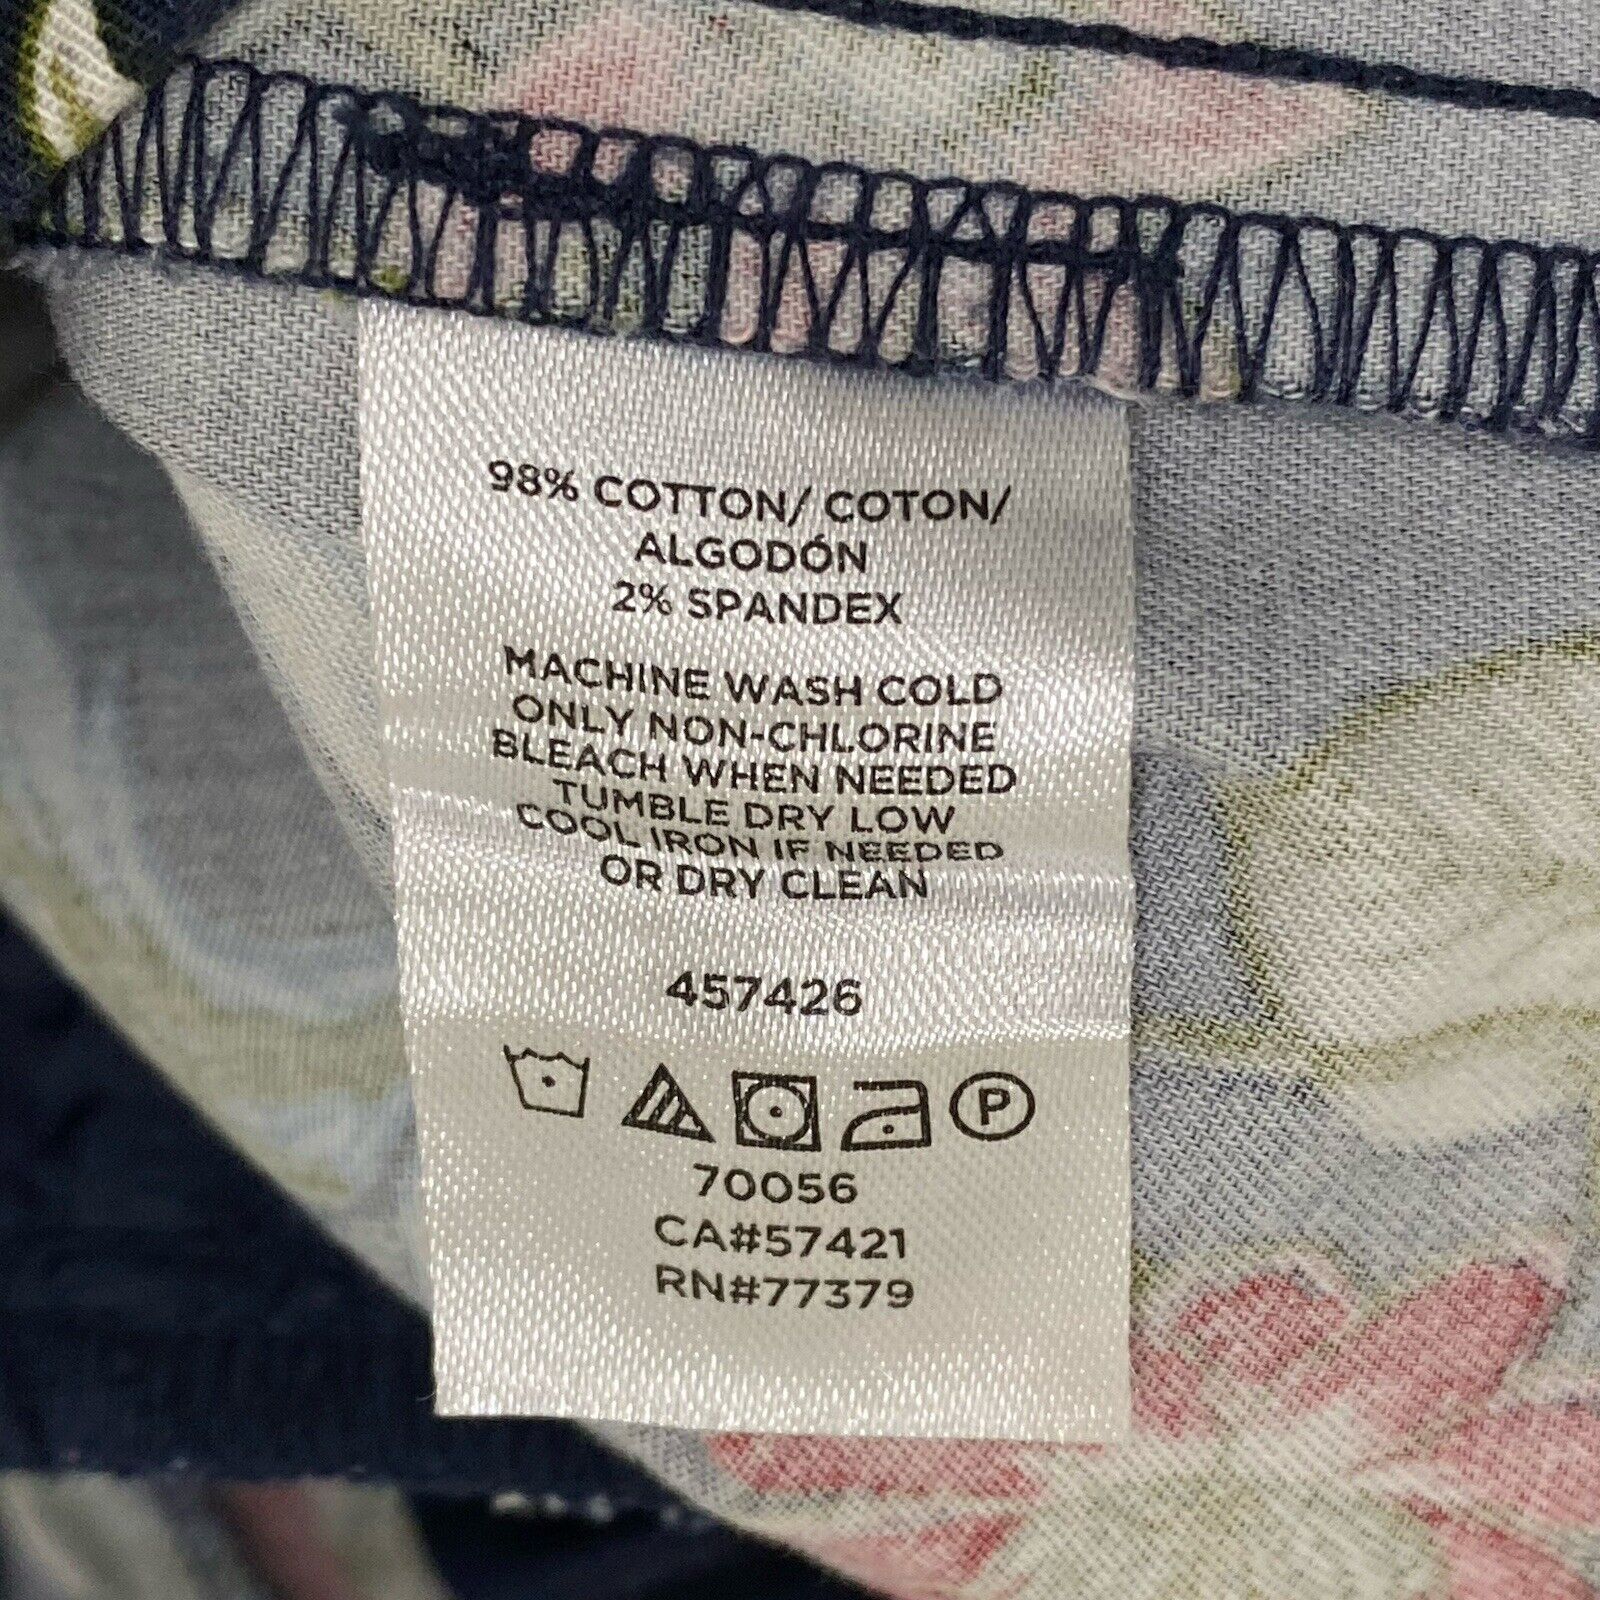 98% COTTON/ COTON/
ALGODÓN
2% SPANDEX
MACHINE WASH COLD
ONLY NON-CHLORINE
BLEACH WHEN NEEDED
TUMBLE DRY LOW
COOL IRON IF NEEDED
OR DRY CLEAN
457426
P
70056
CA#57421
RN#77379